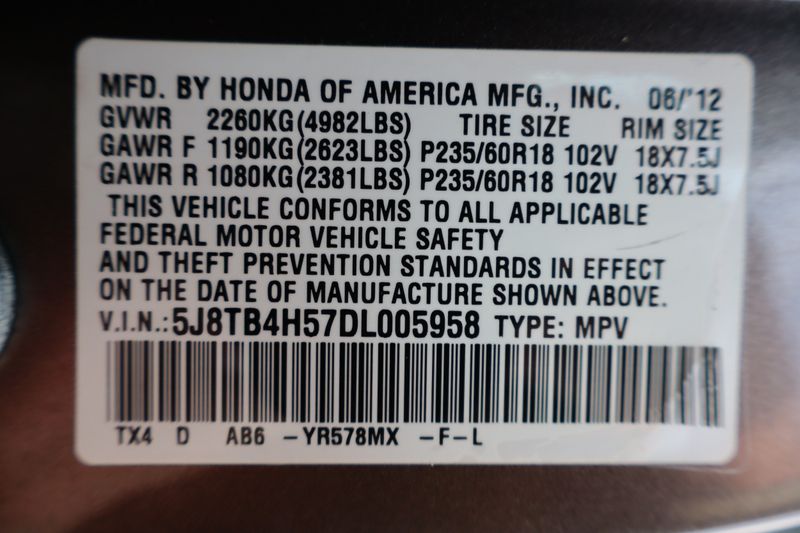 MFD. BY HONDA OF AMERICA MFG., INC. 06/'12
GVWR 2260KG(4982LBS) TIRE SIZE RIM SIZE
GAWR F 1190KG(2623LBS) P235/60R18 102V 18X7.5J
GAWR R 1080KG(2381LBS) P235/60R18 102V 18X7.5J
THIS VEHICLE CONFORMS TO ALL APPLICABLE
FEDERAL MOTOR VEHICLE SAFETY
AND THEFT PREVENTION STANDARDS IN EFFECT
ON THE DATE OF MANUFACTURE SHOWN ABOVE.
V.I.N.:5J8TB4H57DL005958 TYPE: MPV
TX4 D AB6 -YR578MX -F-L